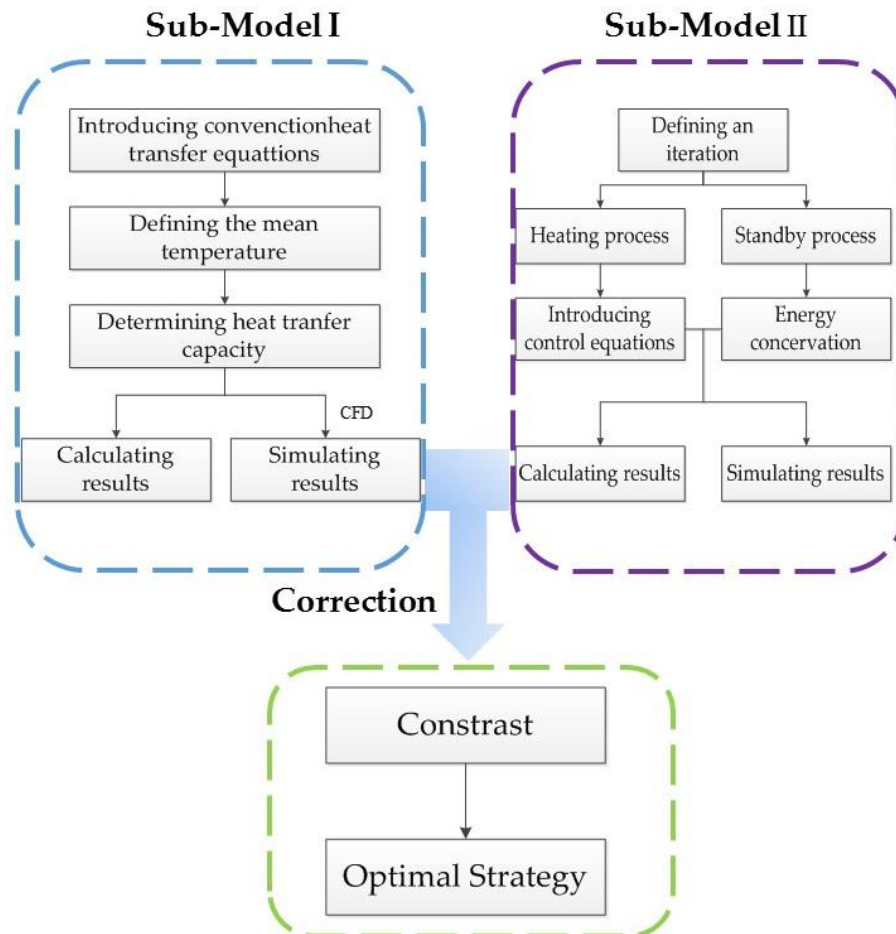 Sub-Model I
Introducing convenctionheat
transfer equattions
Defining the mean
temperature
Determining heat tranfer
capacity
CFD
Calculating
results
Simulating
results
Sub-Model II
Defining an
iteration
Heating process
Standby process
Introducing
control equations
Energy
concervation
Calculating results
Simulating results
Correction
Constrast
Optimal Strategy